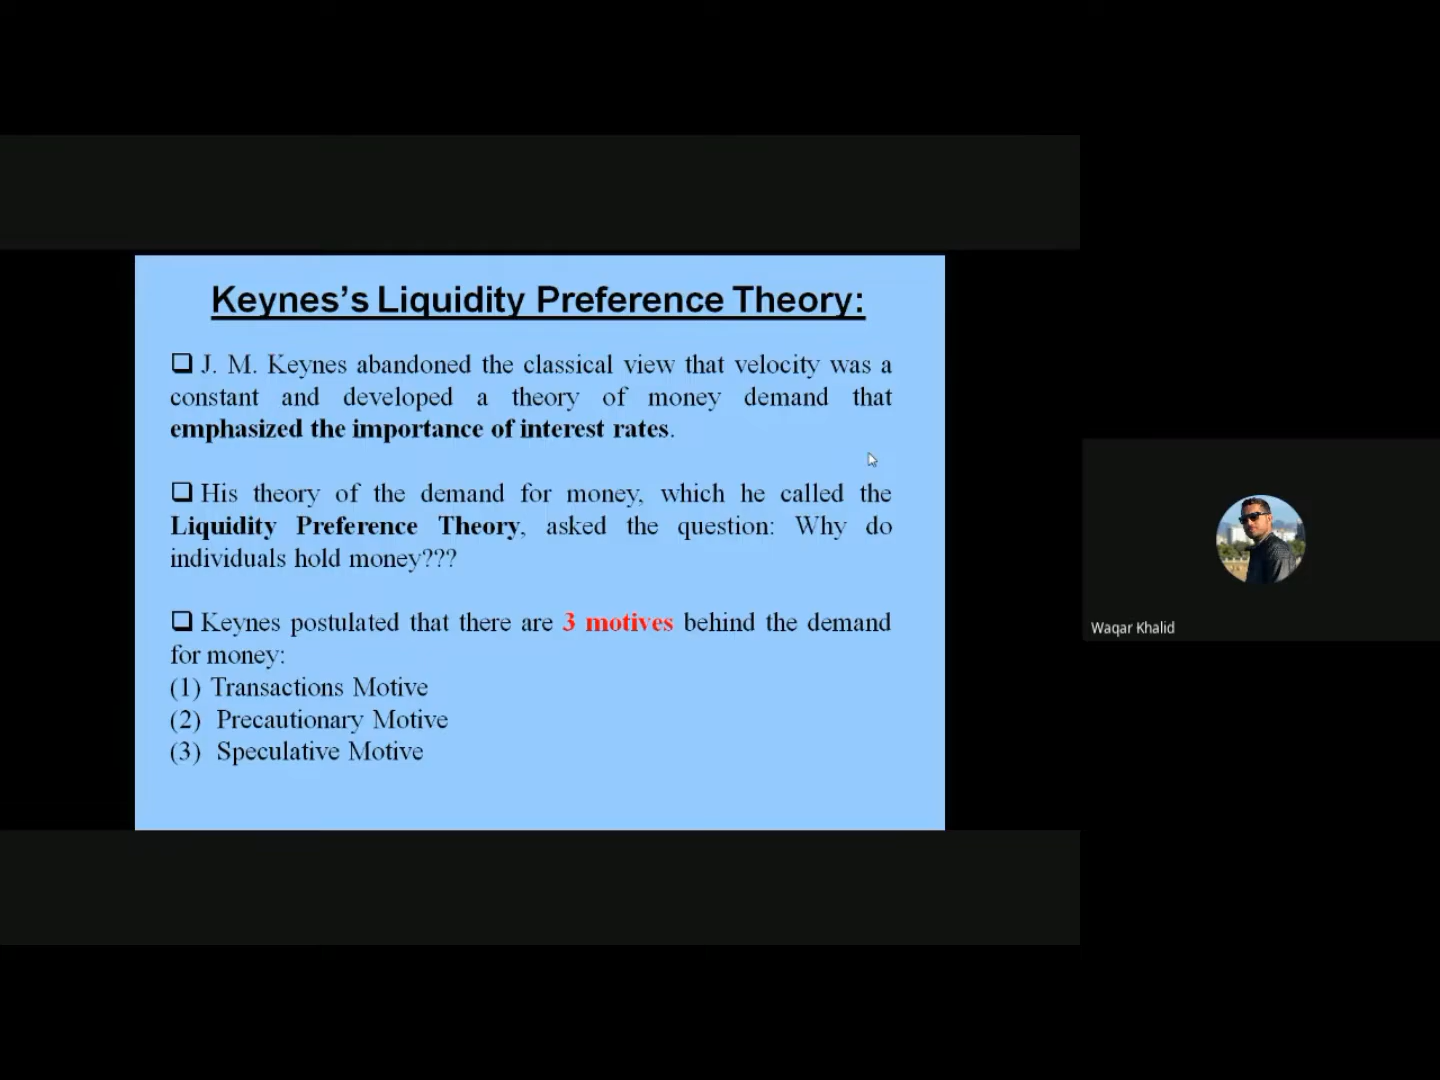 Keynes's Liquidity Preference Theory:
❑ J. M. Keynes abandoned the classical view that velocity was a
constant and developed a theory of money demand that
emphasized the importance of interest rates.
❑ His theory of the demand for money, which he called the
Liquidity Preference Theory, asked the question: Why do
individuals hold money???
❑ Keynes postulated that there are 3 motives behind the demand
for money:
(1) Transactions Motive
(2) Precautionary Motive
(3) Speculative Motive
Waqar Khalid